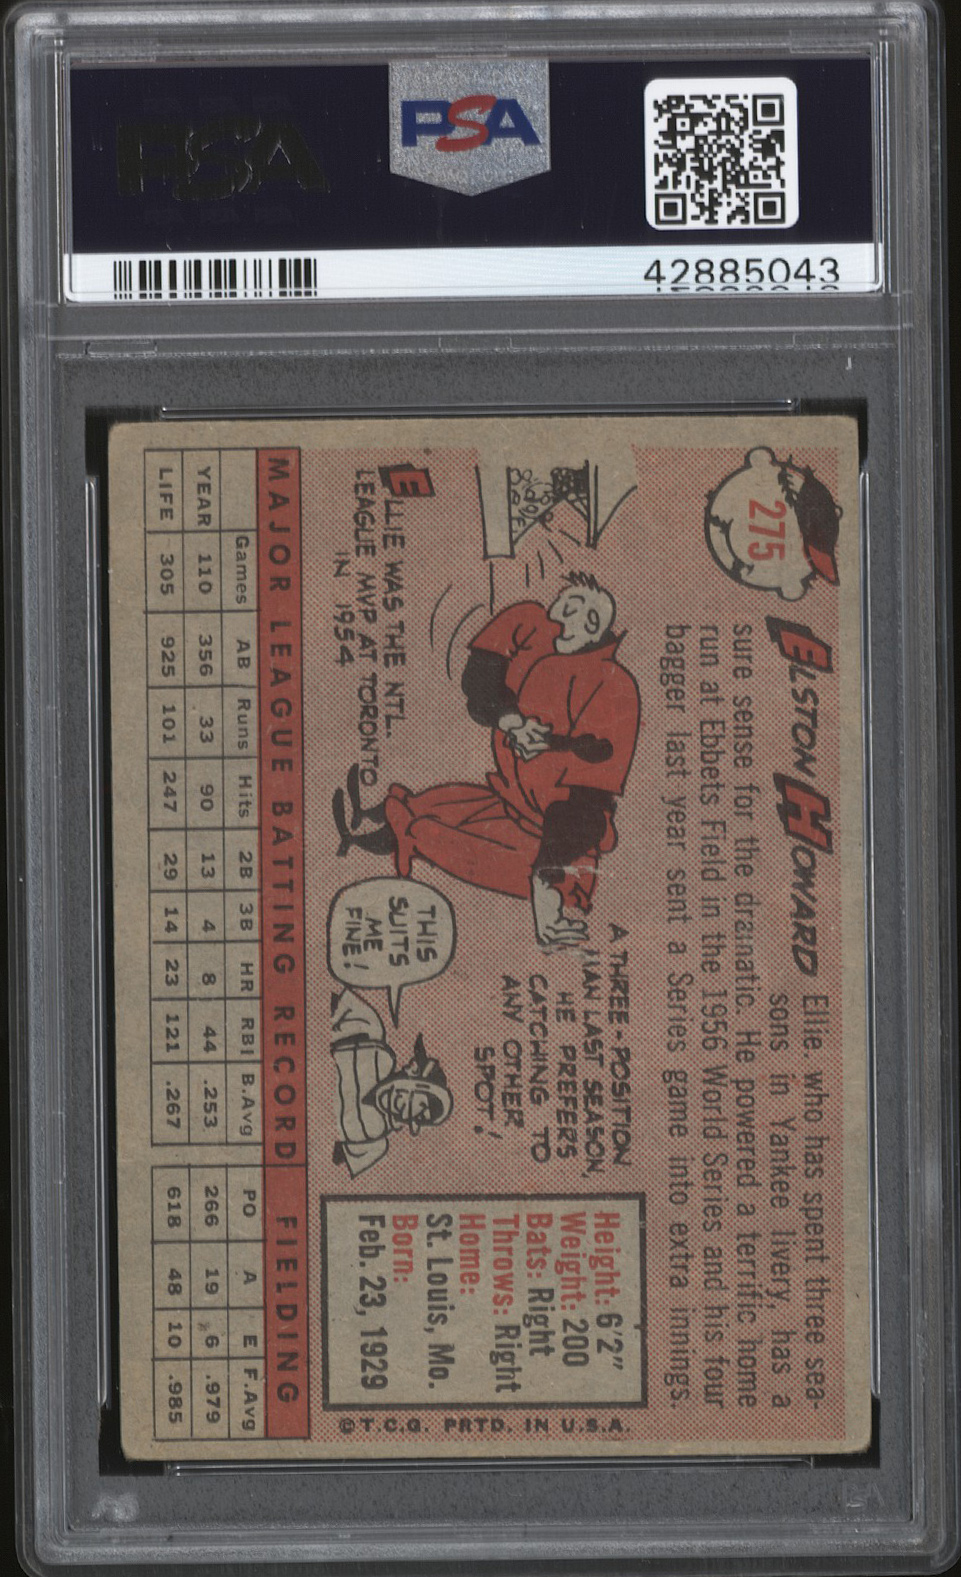 PSA
PSA
42885043
275
ELSTON HOWARD
Ellie, who has spent three sea-
sons in Yankee livery, has a
sure sense for the dramatic. He powered a terrific home
run at Ebbets Field in the 1956 World Series and his four
bagger last year sent a Series game into extra innings.
ELLIE WAS THE NTL.
LEAGUE MVP AT TORONTO
IN 1954
A THREE-POSITION
MAN LAST SEASON,
HE PREFERS
CATCHING TO
ANY OTHER
SPOT!
THIS
SUITS
ME
FINE!
Height: 6'2"
Weight: 200
Bats: Right
Throws: Right
Home:
St. Louis, Mo.
Born:
Feb. 23, 1929
©T.C.G. PRTD. IN U.S.A.
MAJOR LEAGUE BATTING RECORD FIELDING
Games AB Runs Hits 2B 3B HR RBI B.Avg PO A E F.Avg
YEAR 110 356 33 90 13 4 8 44 .253 266 19 6 .979
LIFE 305 925 101 247 29 14 23 121 .267 618 48 10 .985